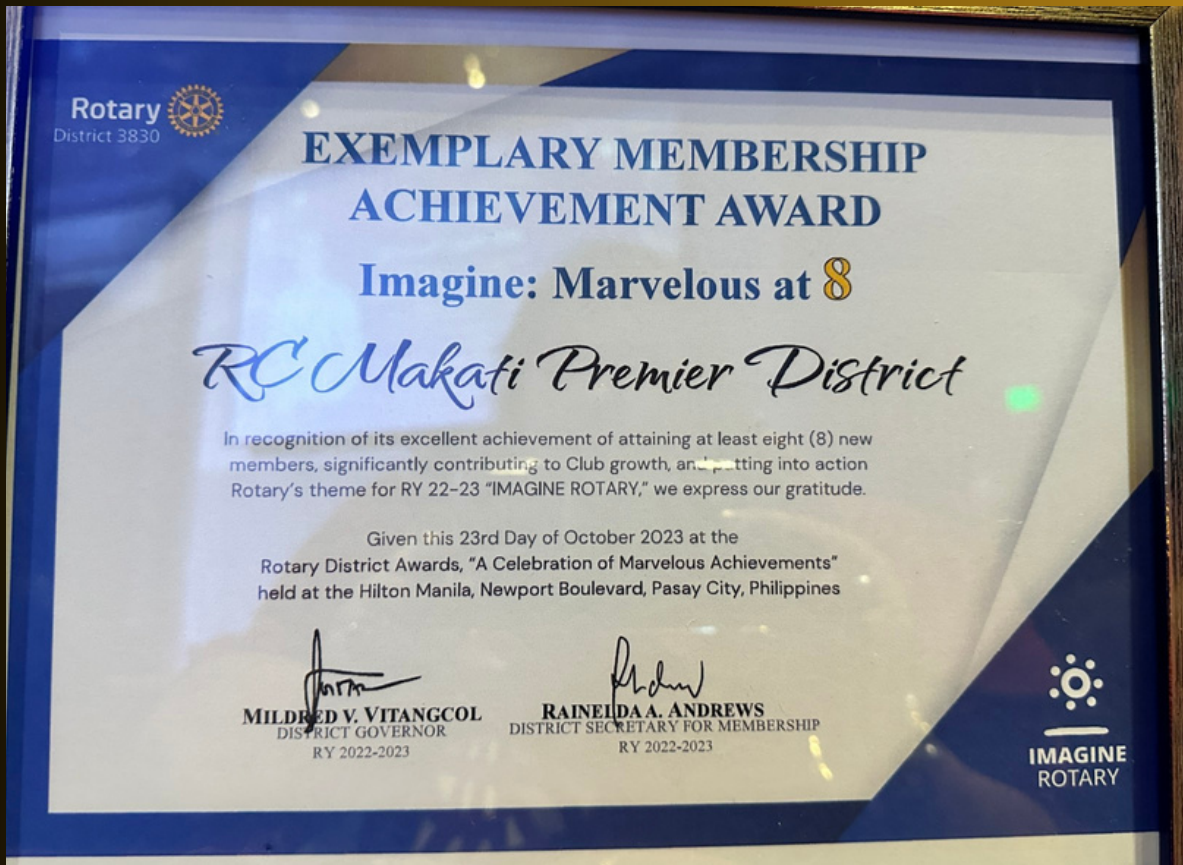 Rotary
District 3830
EXEMPLARY MEMBERSHIP
ACHIEVEMENT AWARD
Imagine: Marvelous at 8
RC Makati Premier District
In recognition of its excellent achievement of attaining at least eight (8) new
members, significantly contributing to Club growth, and putting into action
Rotary's theme for RY 22-23 "IMAGINE ROTARY," we express our gratitude.
Given this 23rd Day of October 2023 at the
Rotary District Awards, "A Celebration of Marvelous Achievements"
held at the Hilton Manila, Newport Boulevard, Pasay City, Philippines
MILDRED V. VITANGCOL
DISTRICT GOVERNOR
RY 2022-2023
RAINELDA A. ANDREWS
DISTRICT SECRETARY FOR MEMBERSHIP
RY 2022-2023
IMAGINE
ROTARY